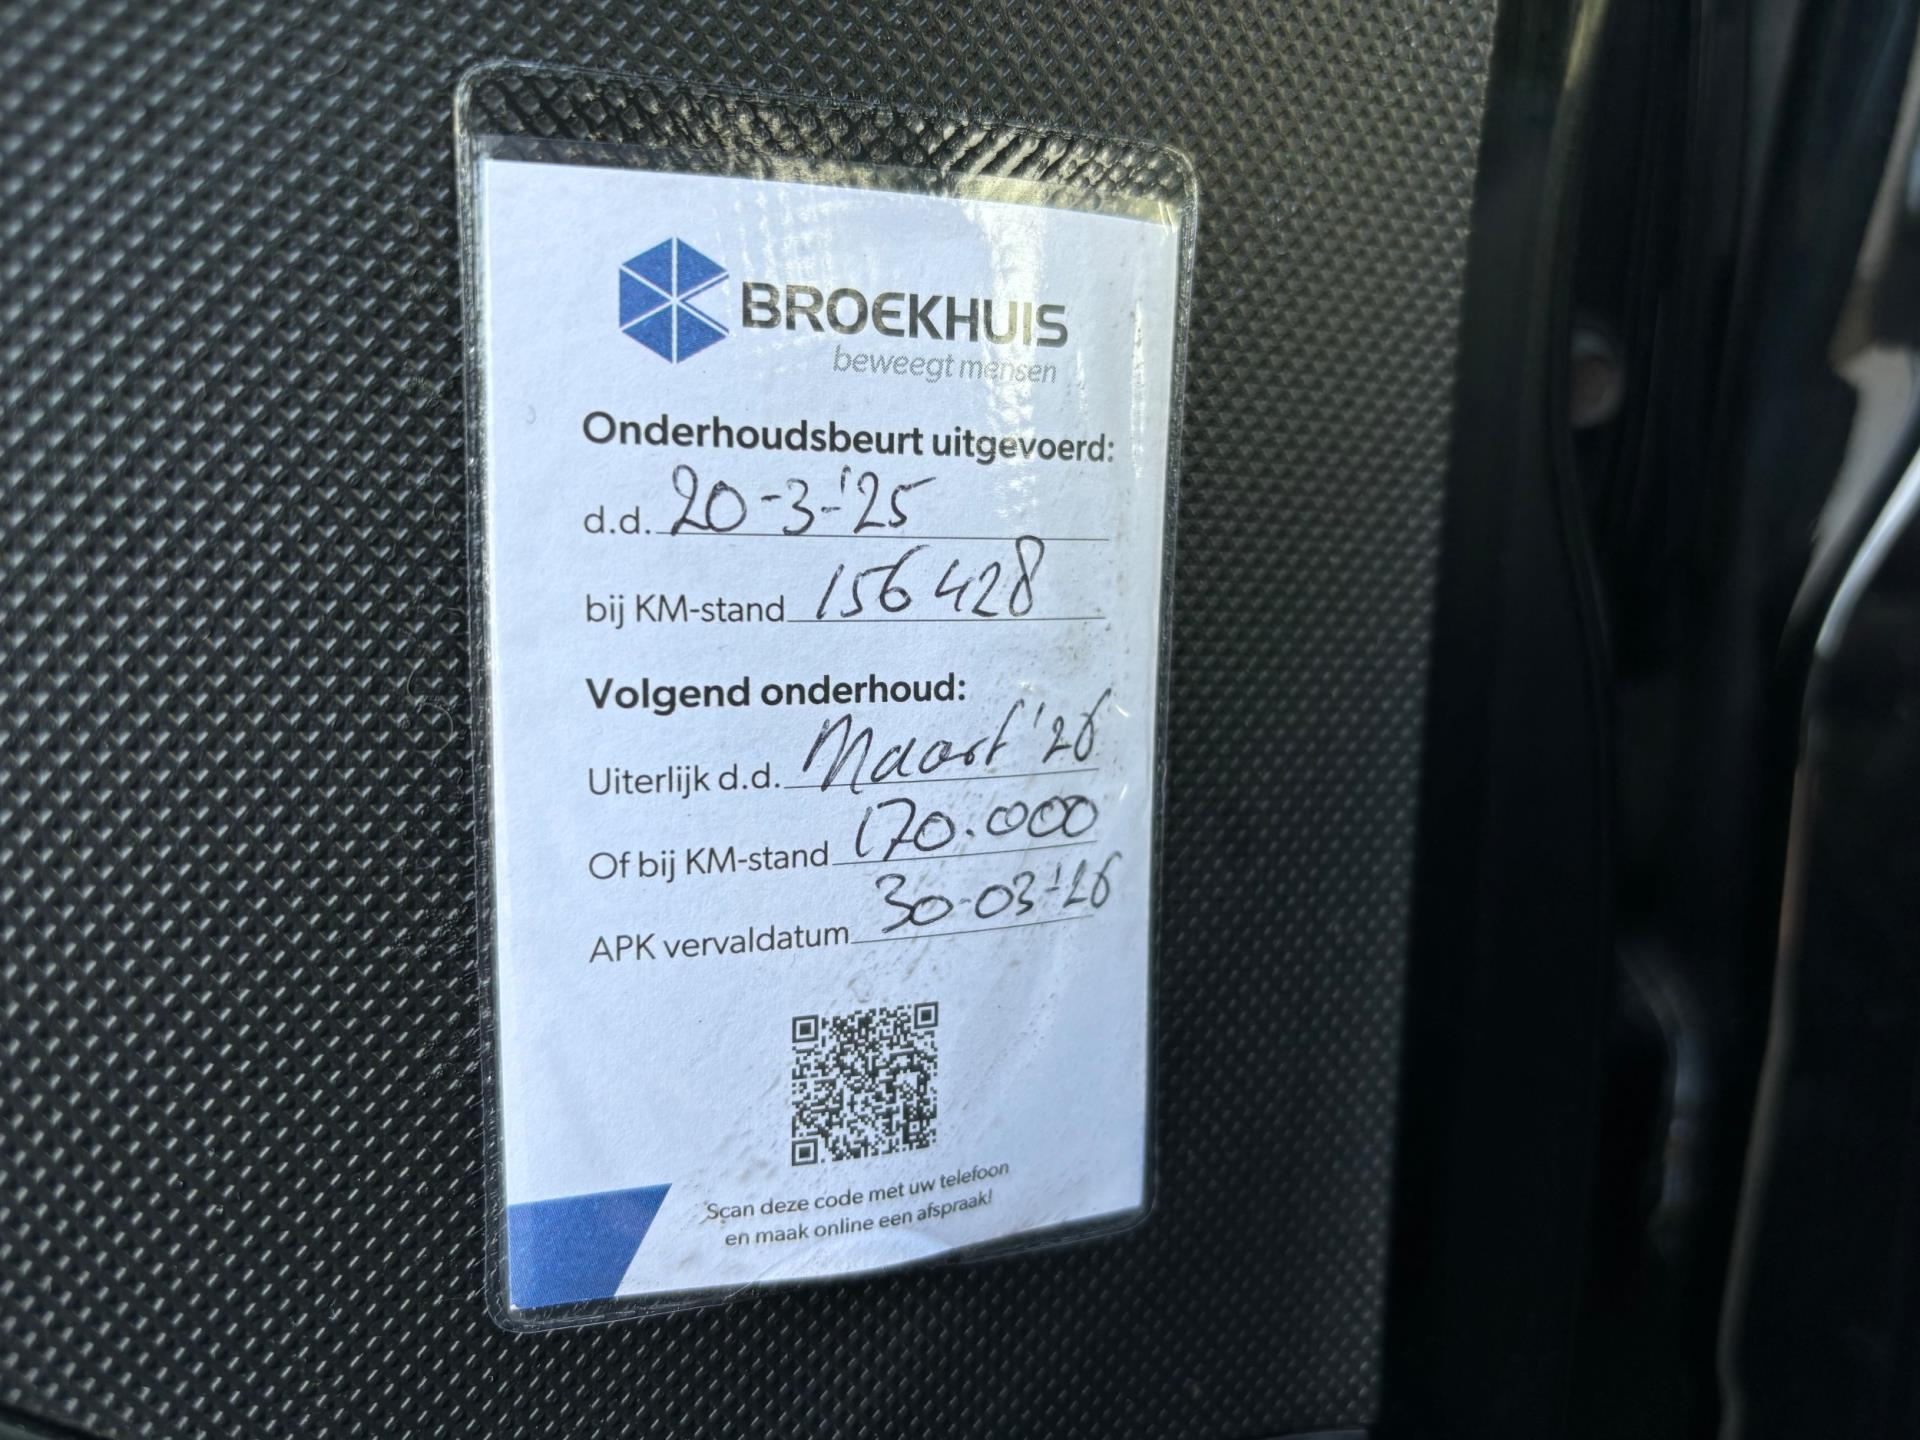 BROEKHUIS
beweegt mensen
Onderhoudsbeurt uitgevoerd:
d.d. 20-3-'25
bij KM-stand 156428
Volgend onderhoud:
Uiterlijk d.d. Maart '26
Of bij KM-stand 170.000
APK vervaldatum 30-03-'26
Scan deze code met uw telefoon
en maak online een afspraak!